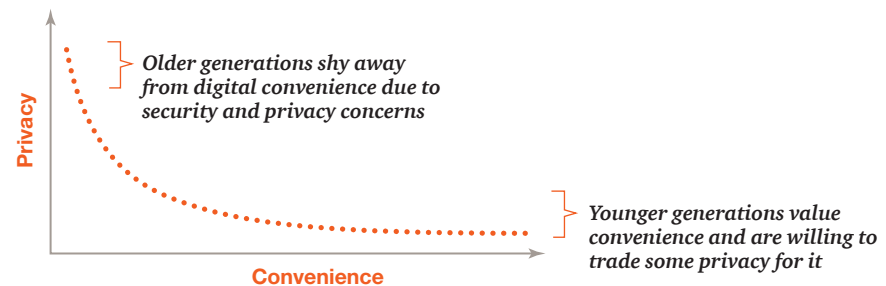 Older generations shy away
from digital convenience due to
security and privacy concerns
Privacy
Younger generations value
convenience and are willing to
trade some privacy for it
Convenience